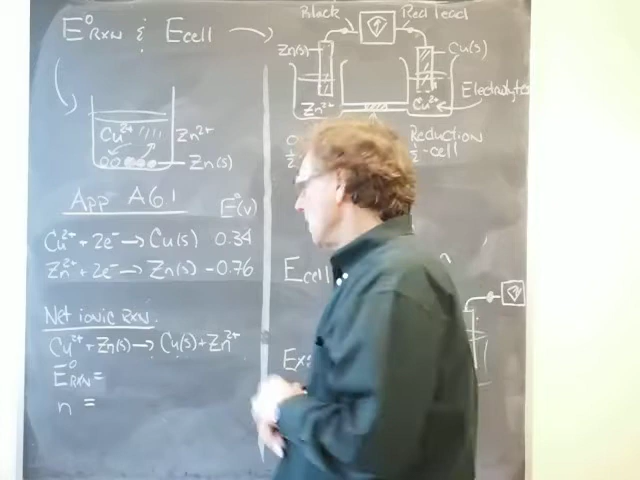 E°RXN & Ecell
Cu²⁺
Zn²⁺
Zn(s)
App A6.1
E°(v)
Cu²⁺ + 2e⁻ → Cu(s) 0.34
Zn²⁺ + 2e⁻ → Zn(s) -0.76
Net ionic RXN.
Cu²⁺ + Zn(s) → Cu(s) + Zn²⁺
E°RXN =
n =
Black
Red lead
Zn(s)
Cu(s)
Zn²⁺
Cu²⁺
Electrolytes
Reduction
½-cell
Ecell